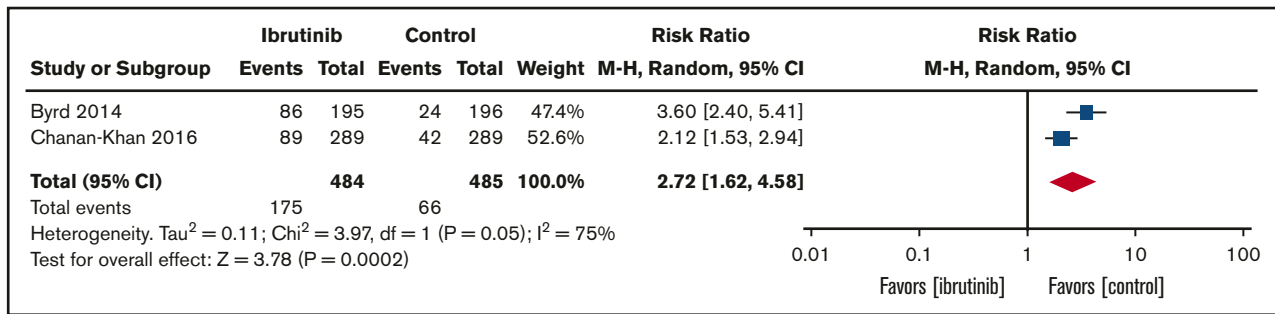 Ibrutinib Control Risk Ratio Risk Ratio
Study or Subgroup Events Total Events Total Weight M-H, Random, 95% CI M-H, Random, 95% CI
Byrd 2014 86 195 24 196 47.4% 3.60 [2.40, 5.41]
Chanan-Khan 2016 89 289 42 289 52.6% 2.12 [1.53, 2.94]
Total (95% CI) 484 485 100.0% 2.72 [1.62, 4.58]
Total events 175 66
Heterogeneity. Tau² = 0.11; Chi² = 3.97, df = 1 (P = 0.05); I² = 75%
Test for overall effect: Z = 3.78 (P = 0.0002)
0.01 0.1 1 10 100
Favors [ibrutinib] Favors [control]